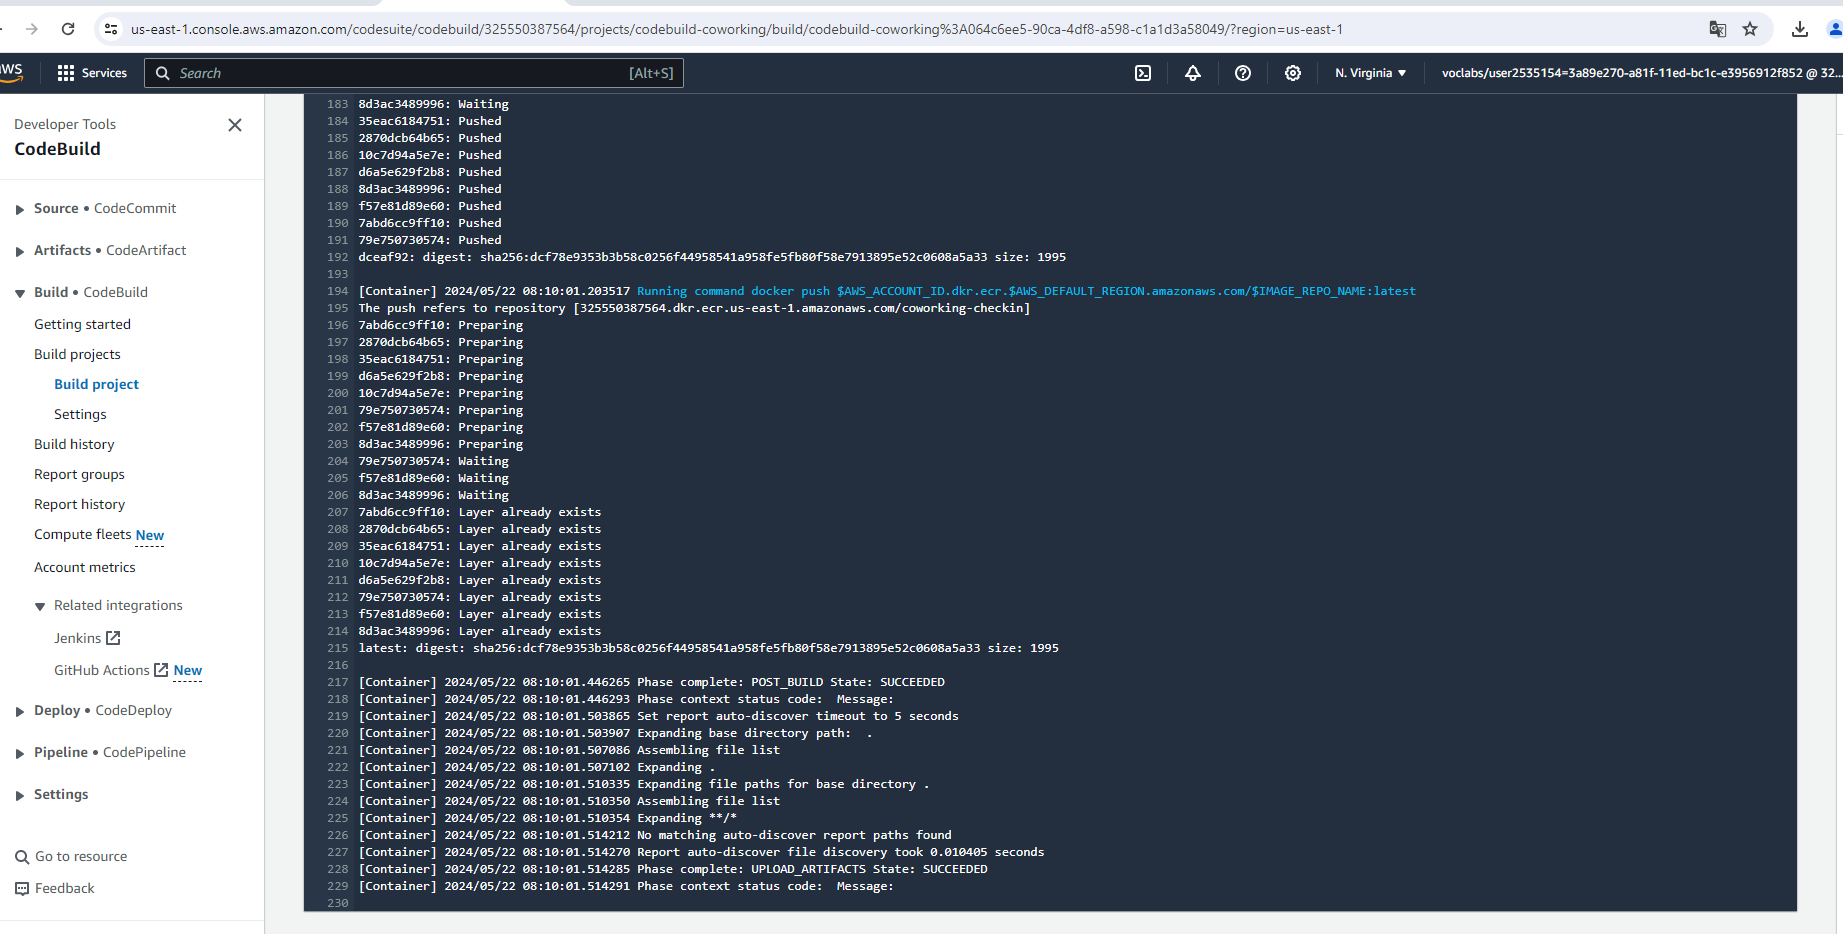 us-east-1.console.aws.amazon.com/codesuite/codebuild/325550387564/projects/codebuild-coworking/build/codebuild-coworking%3A064c6ee5-90ca-4df8-a598-c1a1d3a58049/?region=us-east-1
aws Services Search [Alt+S] N. Virginia voclabs/user2535154=3a89e270-a81f-11ed-bc1c-e3956912f852 @ 32...
Developer Tools
CodeBuild
Source • CodeCommit
Artifacts • CodeArtifact
Build • CodeBuild
Getting started
Build projects
Build project
Settings
Build history
Report groups
Report history
Compute fleets New
Account metrics
Related integrations
Jenkins
GitHub Actions New
Deploy • CodeDeploy
Pipeline • CodePipeline
Settings
Go to resource
Feedback
183 8d3ac3489996: Waiting
184 35eac6184751: Pushed
185 2870dcb64b65: Pushed
186 10c7d94a5e7e: Pushed
187 d6a5e629f2b8: Pushed
188 8d3ac3489996: Pushed
189 f57e81d89e60: Pushed
190 7abd6cc9ff10: Pushed
191 79e750730574: Pushed
192 dceaf92: digest: sha256:dcf78e9353b3b58c0256f44958541a958fe5fb80f58e7913895e52c0608a5a33 size: 1995
193
194 [Container] 2024/05/22 08:10:01.203517 Running command docker push $AWS_ACCOUNT_ID.dkr.ecr.$AWS_DEFAULT_REGION.amazonaws.com/$IMAGE_REPO_NAME:latest
195 The push refers to repository [325550387564.dkr.ecr.us-east-1.amazonaws.com/coworking-checkin]
196 7abd6cc9ff10: Preparing
197 2870dcb64b65: Preparing
198 35eac6184751: Preparing
199 d6a5e629f2b8: Preparing
200 10c7d94a5e7e: Preparing
201 79e750730574: Preparing
202 f57e81d89e60: Preparing
203 8d3ac3489996: Preparing
204 79e750730574: Waiting
205 f57e81d89e60: Waiting
206 8d3ac3489996: Waiting
207 7abd6cc9ff10: Layer already exists
208 2870dcb64b65: Layer already exists
209 35eac6184751: Layer already exists
210 10c7d94a5e7e: Layer already exists
211 d6a5e629f2b8: Layer already exists
212 79e750730574: Layer already exists
213 f57e81d89e60: Layer already exists
214 8d3ac3489996: Layer already exists
215 latest: digest: sha256:dcf78e9353b3b58c0256f44958541a958fe5fb80f58e7913895e52c0608a5a33 size: 1995
216
217 [Container] 2024/05/22 08:10:01.446265 Phase complete: POST_BUILD State: SUCCEEDED
218 [Container] 2024/05/22 08:10:01.446293 Phase context status code:  Message:
219 [Container] 2024/05/22 08:10:01.503865 Set report auto-discover timeout to 5 seconds
220 [Container] 2024/05/22 08:10:01.503907 Expanding base directory path:  .
221 [Container] 2024/05/22 08:10:01.507086 Assembling file list
222 [Container] 2024/05/22 08:10:01.507102 Expanding .
223 [Container] 2024/05/22 08:10:01.510335 Expanding file paths for base directory .
224 [Container] 2024/05/22 08:10:01.510350 Assembling file list
225 [Container] 2024/05/22 08:10:01.510354 Expanding **/*
226 [Container] 2024/05/22 08:10:01.514212 No matching auto-discover report paths found
227 [Container] 2024/05/22 08:10:01.514270 Report auto-discover file discovery took 0.010405 seconds
228 [Container] 2024/05/22 08:10:01.514285 Phase complete: UPLOAD_ARTIFACTS State: SUCCEEDED
229 [Container] 2024/05/22 08:10:01.514291 Phase context status code:  Message:
230